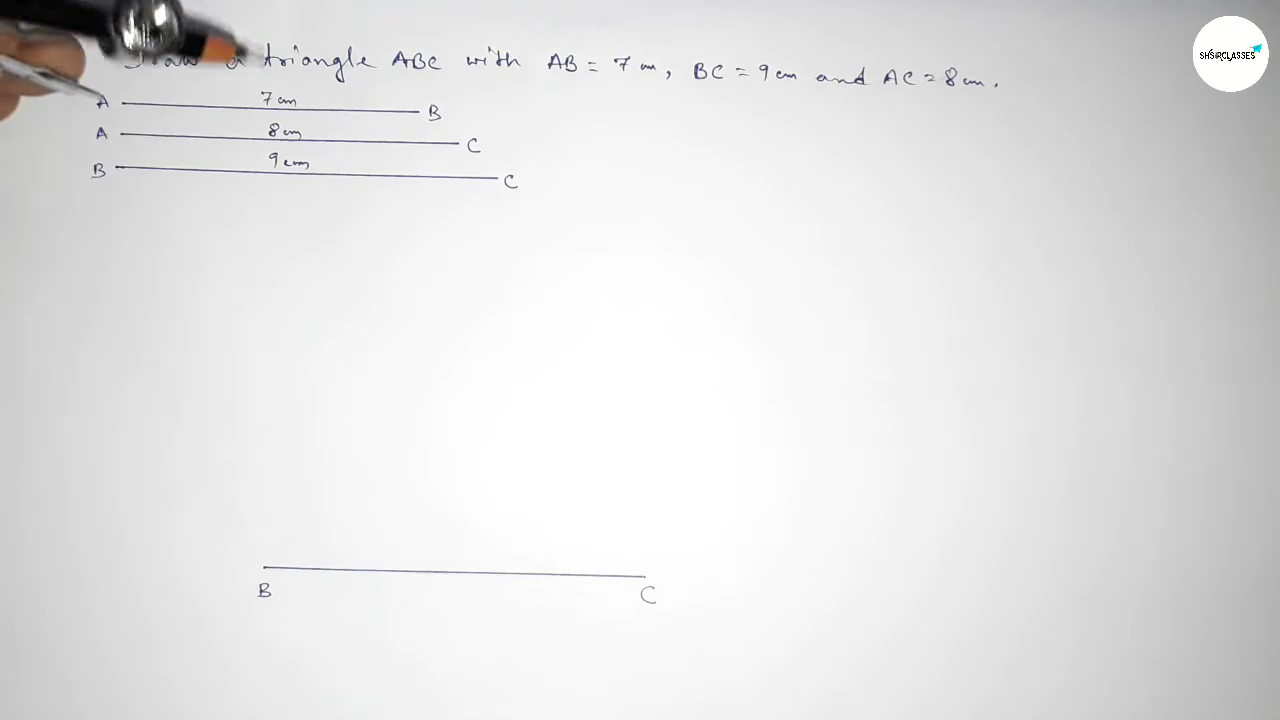 a triangle ABC with AB = 7 cm, BC = 9 cm and AC = 8 cm.
A 7 cm B
A 8 cm C
B 9 cm C
B C
SHSIRCLASSES